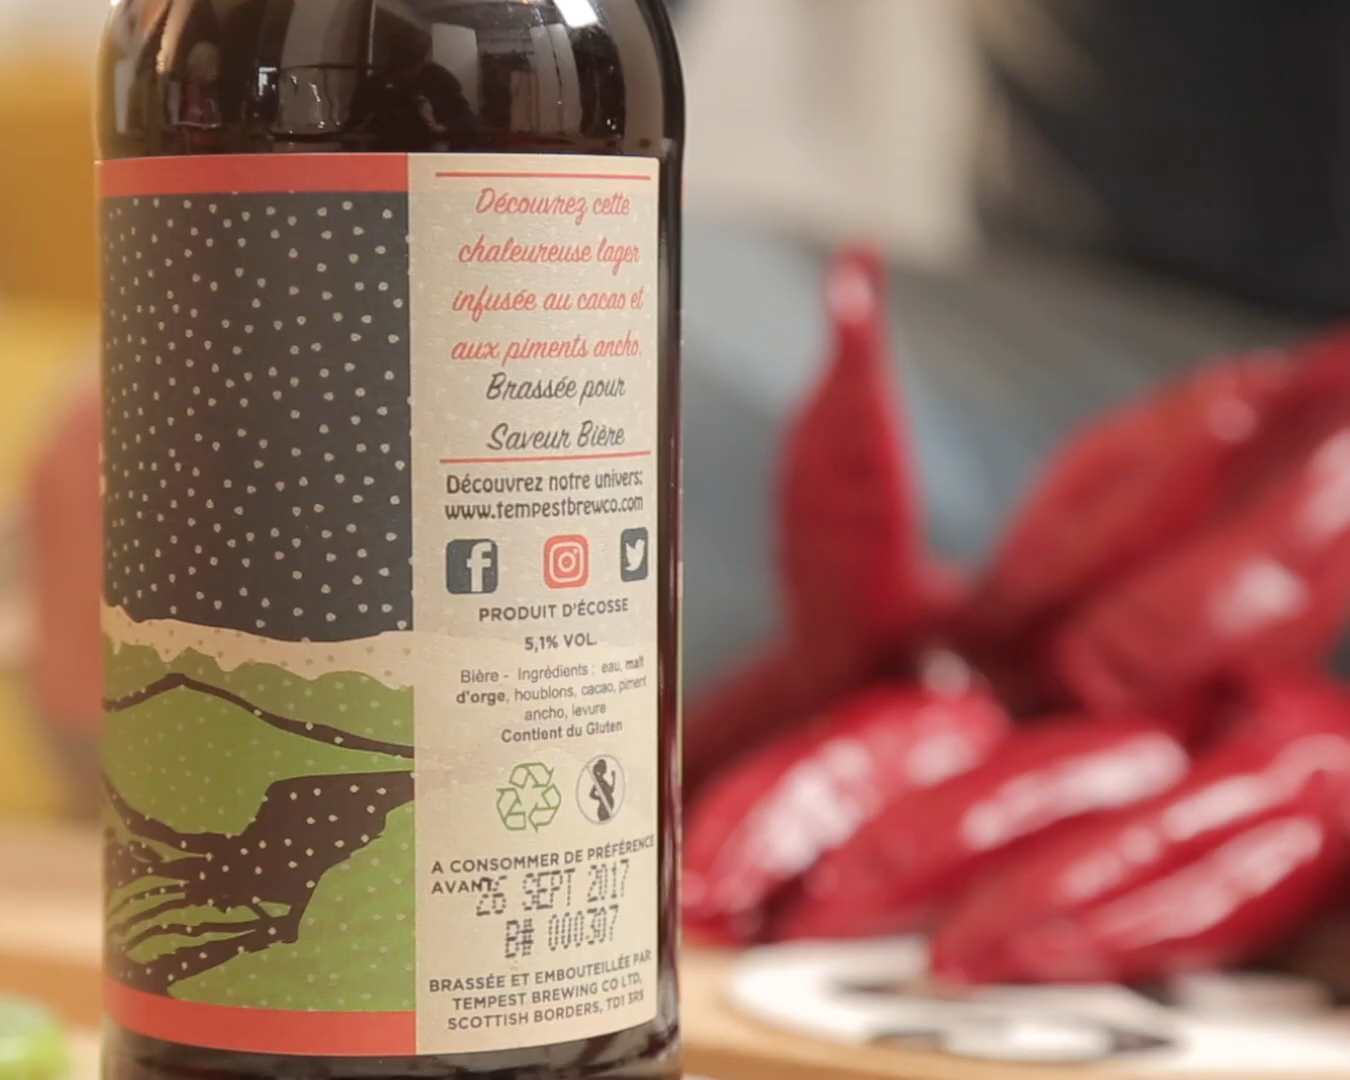 Découvrez cette
chaleureuse lager
infusée au cacao et
aux piments ancho.
Brassée pour
Saveur Bière
Découvrez notre univers:
www.tempestbrewco.com
PRODUIT D'ÉCOSSE
5,1% VOL.
Bière - Ingrédients : eau, malt
d'orge, houblons, cacao, piment
ancho, levure
Contient du Gluten
A CONSOMMER DE PRÉFÉRENCE
AVANT
26 SEPT 2017
B# 000307
BRASSÉE ET EMBOUTEILLÉE PAR:
TEMPEST BREWING CO LTD,
SCOTTISH BORDERS, TD1 3RS